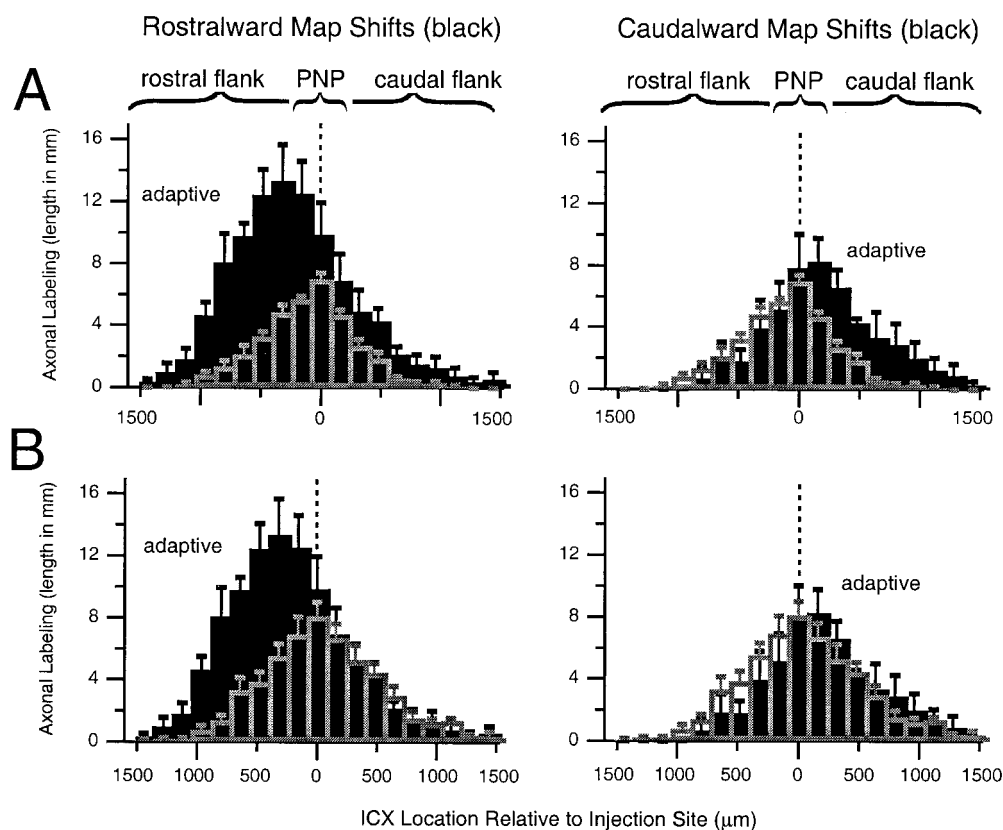 Rostralward Map Shifts (black)
Caudalward Map Shifts (black)
A
rostral flank PNP caudal flank
rostral flank PNP caudal flank
Axonal Labeling (length in mm)
16
12
8
4
0
adaptive
1500 0 1500
16
12
8
4
0
adaptive
1500 0 1500
B
Axonal Labeling (length in mm)
16
12
8
4
0
adaptive
1500 1000 500 0 500 1000 1500
16
12
8
4
0
adaptive
1500 1000 500 0 500 1000 1500
ICX Location Relative to Injection Site (μm)